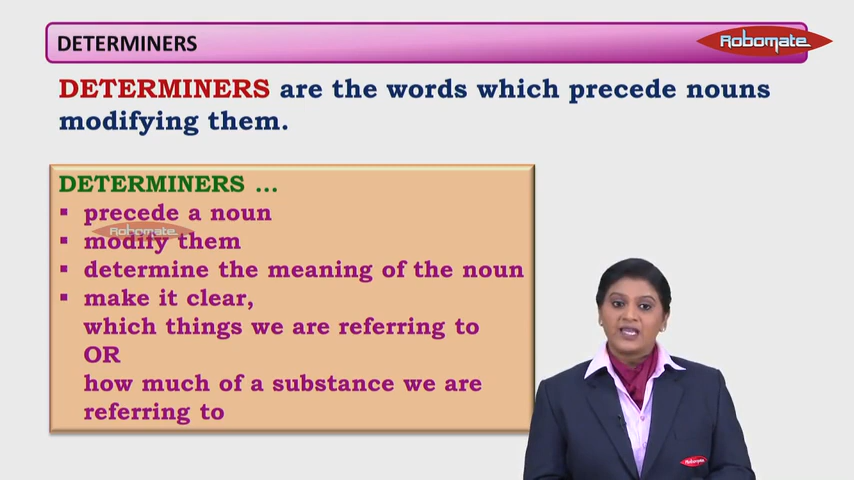 DETERMINERS
Robomate
DETERMINERS are the words which precede nouns
modifying them.
DETERMINERS ...
▪ precede a noun
Robomate
▪ modify them
▪ determine the meaning of the noun
▪ make it clear,
which things we are referring to
OR
how much of a substance we are
referring to
Robomate